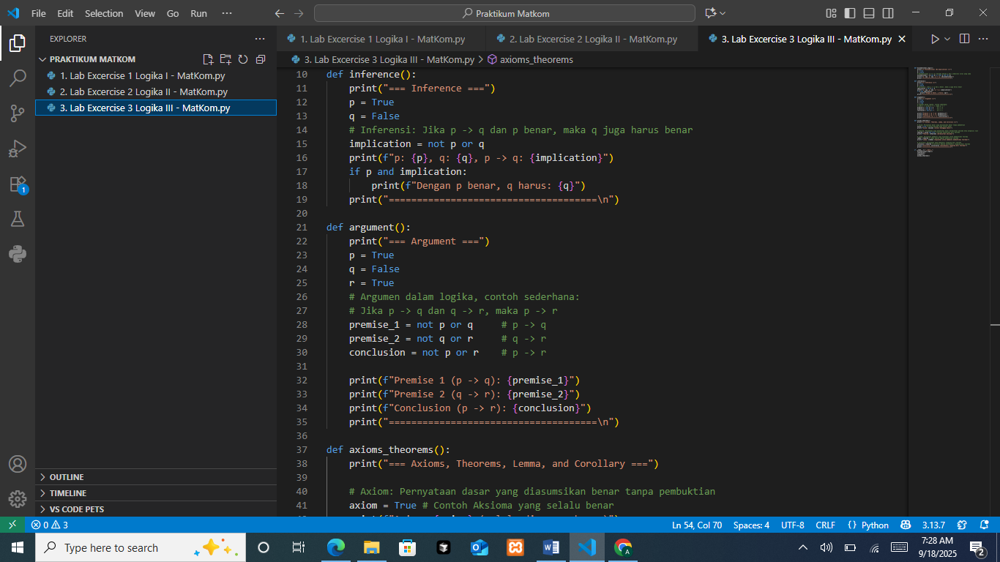 File Edit Selection View Go Run ···
Praktikum Matkom
EXPLORER
PRAKTIKUM MATKOM
1. Lab Excercise 1 Logika I - MatKom.py
2. Lab Excercise 2 Logika II - MatKom.py
3. Lab Excercise 3 Logika III - MatKom.py
OUTLINE
TIMELINE
VS CODE PETS
1
1. Lab Excercise 1 Logika I - MatKom.py
2. Lab Exercise 2 Logika II - MatKom.py
3. Lab Excercise 3 Logika III - MatKom.py
3. Lab Excercise 3 Logika III - MatKom.py > axioms_theorems
10 def inference():
11 print("=== Inference ===")
12 p = True
13 q = False
14 # Inferensi: Jika p -> q dan p benar, maka q juga harus benar
15 implication = not p or q
16 print(f"p: {p}, q: {q}, p -> q: {implication}")
17 if p and implication:
18 print(f"Dengan p benar, q harus: {q}")
19 print("=====================================\n")
20
21 def argument():
22 print("=== Argument ===")
23 p = True
24 q = False
25 r = True
26 # Argumen dalam logika, contoh sederhana:
27 # Jika p -> q dan q -> r, maka p -> r
28 premise_1 = not p or q # p -> q
29 premise_2 = not q or r # q -> r
30 conclusion = not p or r # p -> r
31
32 print(f"Premise 1 (p -> q): {premise_1}")
33 print(f"Premise 2 (q -> r): {premise_2}")
34 print(f"Conclusion (p -> r): {conclusion}")
35 print("=====================================\n")
36
37 def axioms_theorems():
38 print("=== Axioms, Theorems, Lemma, and Corollary ===")
39
40 # Axiom: Pernyataan dasar yang diasumsikan benar tanpa pembuktian
41 axiom = True # Contoh Aksioma yang selalu benar
0 3
Ln 54, Col 70 Spaces: 4 UTF-8 CRLF {} Python 3.13.7
Type here to search
7:28 AM
9/18/2025
2